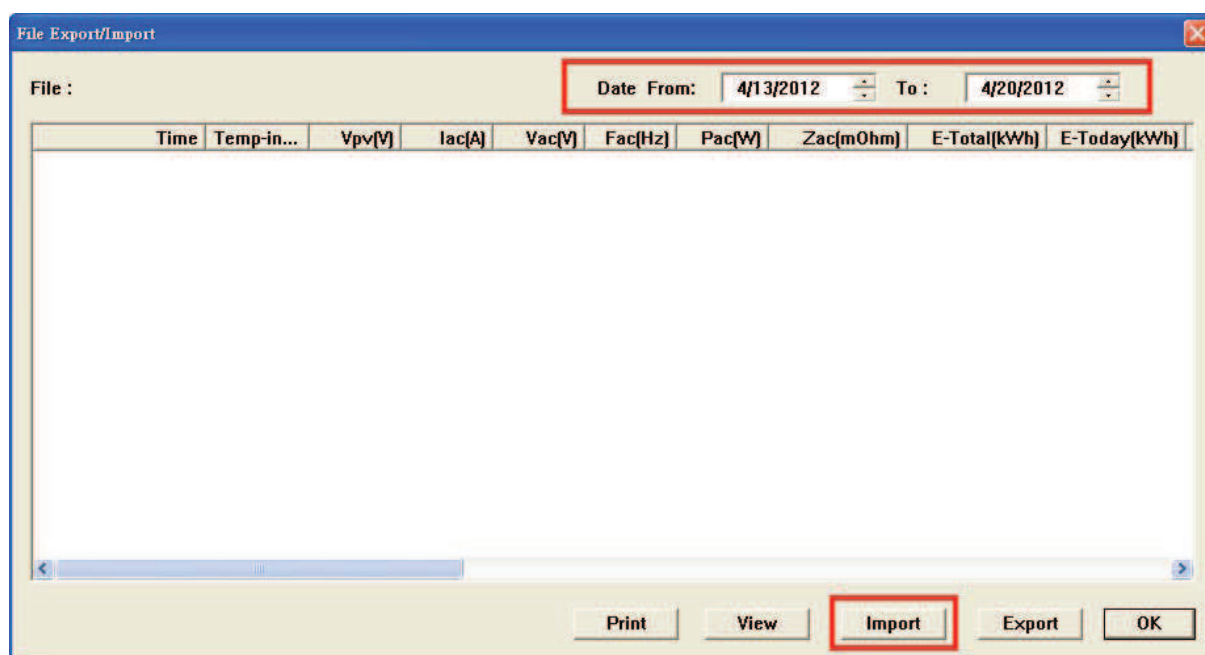 File Export/Import
File : Date From: 4/13/2012 To : 4/20/2012
Time Temp-in... Vpv(V) Iac(A) Vac(V) Fac(Hz) Pac(W) Zac(mOhm) E-Total(kWh) E-Today(kWh)
Print View Import Export OK